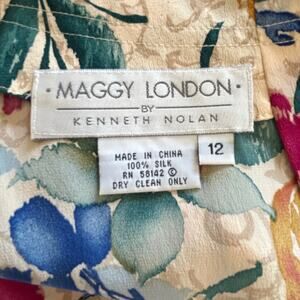 · MAGGY LONDON ·
BY
KENNETH NOLAN
MADE IN CHINA
100% SILK
RN 58142 ©
DRY CLEAN ONLY
12